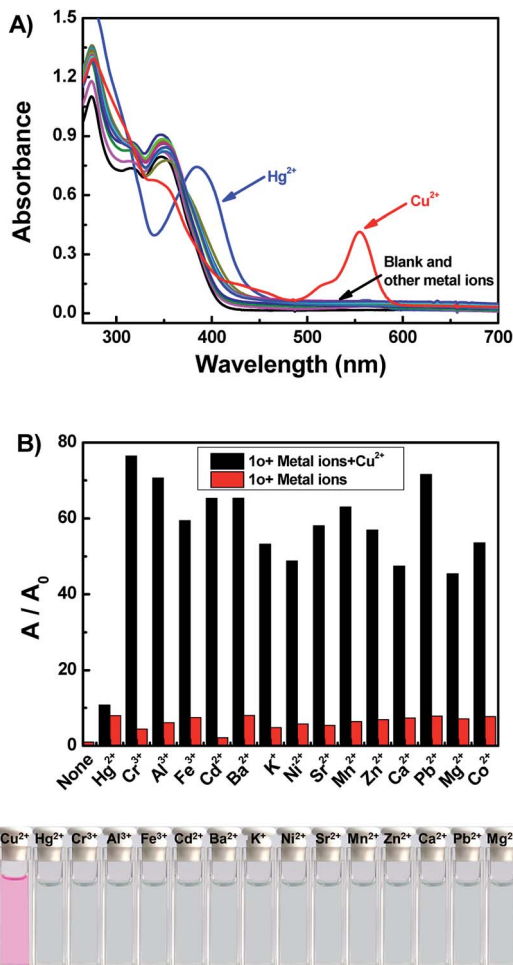 A)
1.5
1.2
0.9
0.6
0.3
0.0
Absorbance
Hg²⁺
Cu²⁺
Blank and
other metal ions
300 400 500 600 700
Wavelength (nm)
B)
80
60
40
20
0
A / A₀
1o+ Metal ions+Cu²⁺
1o+ Metal ions
None Hg²⁺ Cr³⁺ Al³⁺ Fe³⁺ Cd²⁺ Ba²⁺ K⁺ Ni²⁺ Sr²⁺ Mn²⁺ Zn²⁺ Ca²⁺ Pb²⁺ Mg²⁺ Co²⁺
Cu²⁺ Hg²⁺ Cr³⁺ Al³⁺ Fe³⁺ Cd²⁺ Ba²⁺ K⁺ Ni²⁺ Sr²⁺ Mn²⁺ Zn²⁺ Ca²⁺ Pb²⁺ Mg²